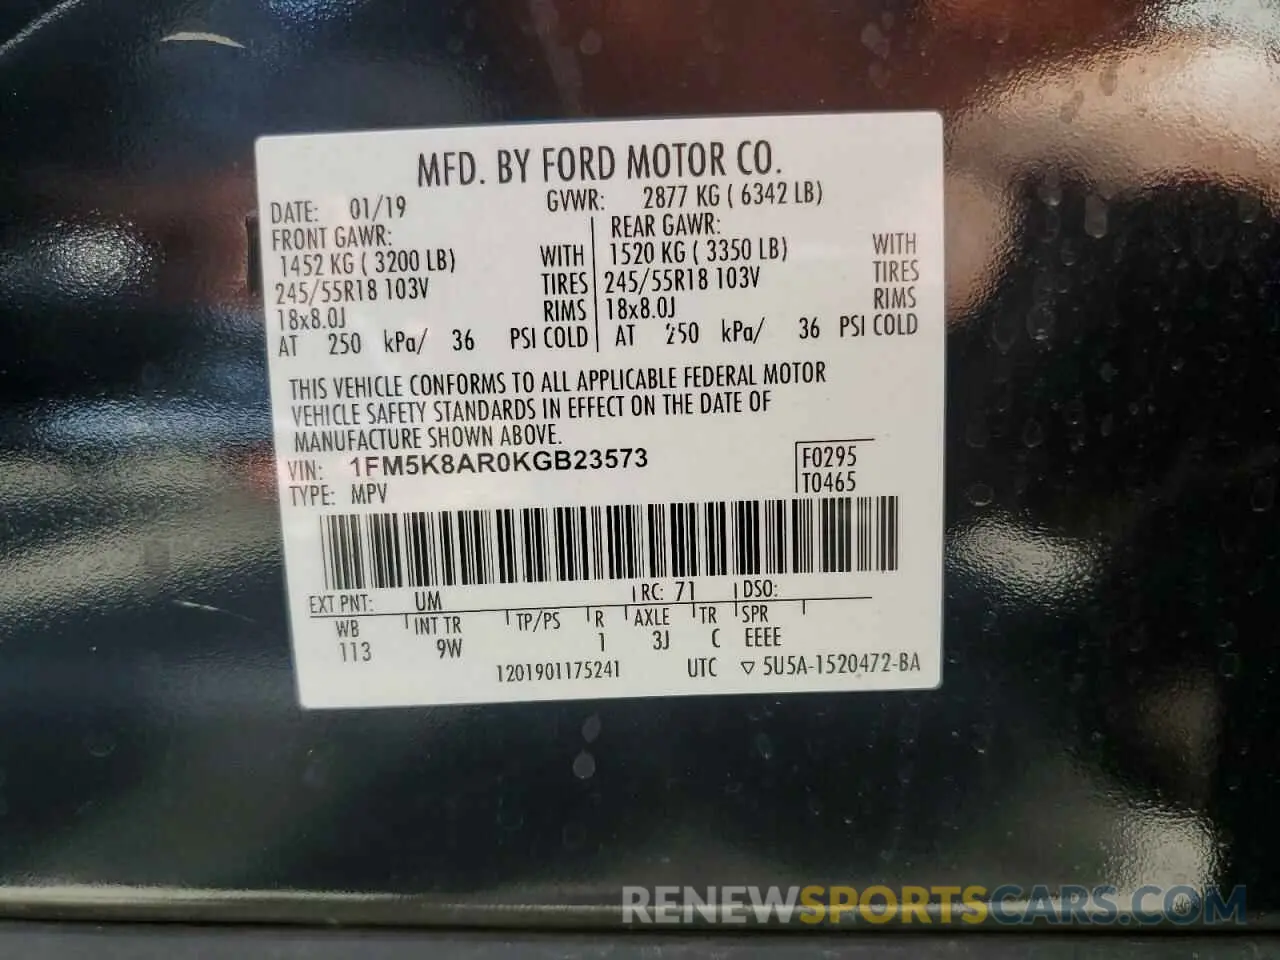 MFD. BY FORD MOTOR CO.
DATE: 01/19 GVWR: 2877 KG ( 6342 LB)
FRONT GAWR: REAR GAWR:
1452 KG ( 3200 LB) WITH 1520 KG ( 3350 LB) WITH
245/55R18 103V TIRES 245/55R18 103V TIRES
18x8.0J RIMS 18x8.0J RIMS
AT 250 kPa/ 36 PSI COLD AT 250 kPa/ 36 PSI COLD
THIS VEHICLE CONFORMS TO ALL APPLICABLE FEDERAL MOTOR
VEHICLE SAFETY STANDARDS IN EFFECT ON THE DATE OF
MANUFACTURE SHOWN ABOVE.
VIN: 1FM5K8AR0KGB23573 F0295
TYPE: MPV T0465
EXT PNT: UM RC: 71 DSO:
WB INT TR TP/PS R AXLE TR SPR
113 9W 1 3J C EEEE
1201901175241 UTC ▽ 5U5A-1520472-BA
RENEWSPORTSCARS.COM